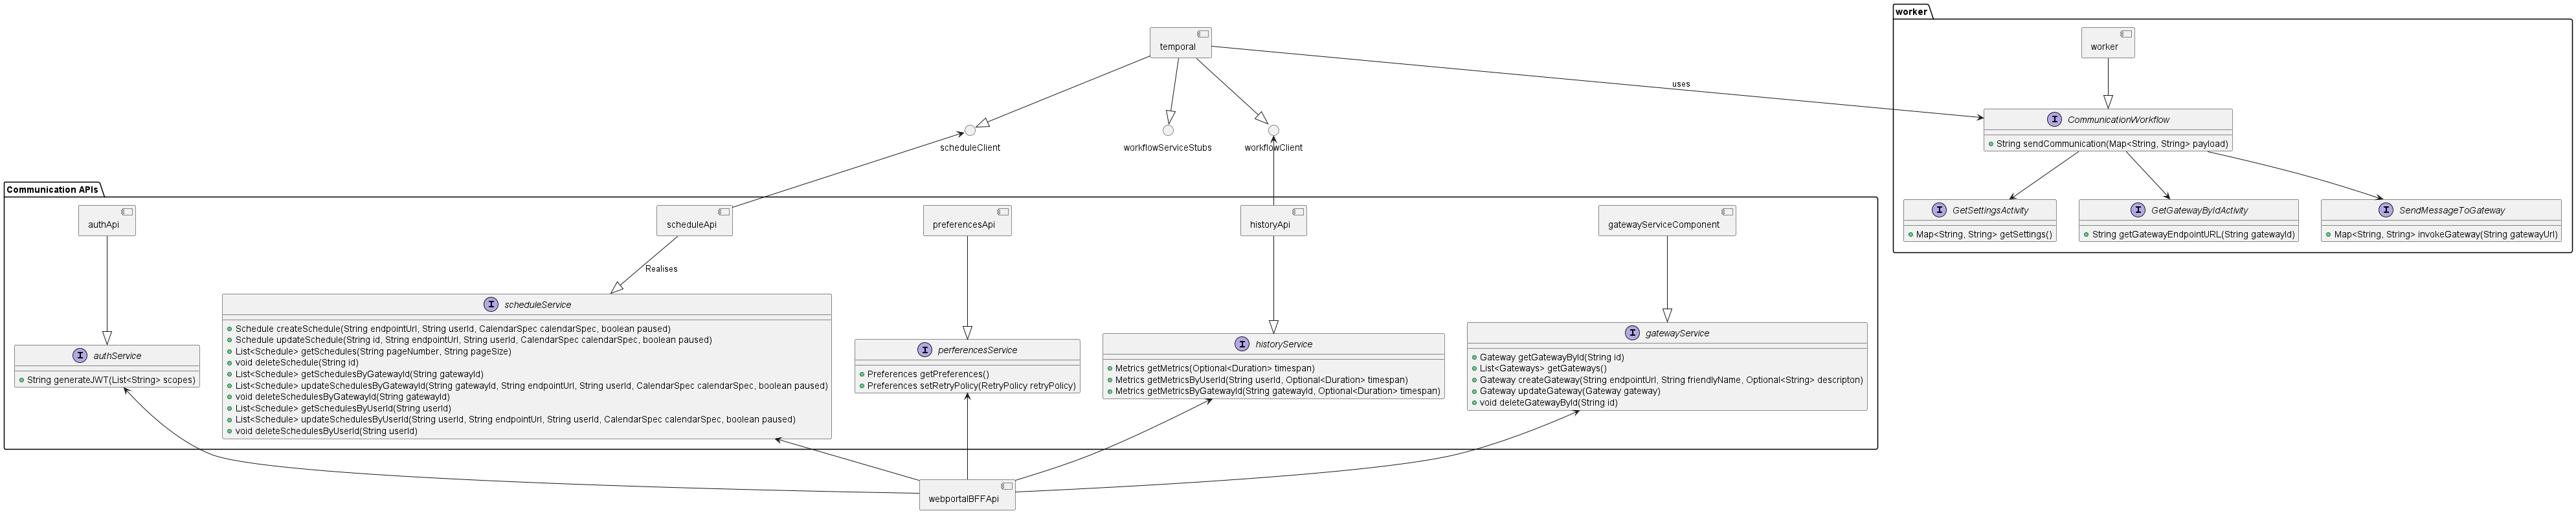 worker
temporal
worker
uses
CommunicationWorkflow
String sendCommunication(Map<String, String> payload)
scheduleClient
workflowServiceStubs
workflowClient
Communication APIs
authApi
scheduleApi
preferencesApi
historyApi
gatewayServiceComponent
GetSettingsActivity
Map<String, String> getSettings()
GetGatewayByIdActivity
String getGatewayEndpointURL(String gatewayId)
SendMessageToGateway
Map<String, String> invokeGateway(String gatewayUrl)
Realises
authService
String generateJWT(List<String> scopes)
scheduleService
Schedule createSchedule(String endpointUrl, String userId, CalendarSpec calendarSpec, boolean paused)
Schedule updateSchedule(String id, String endpointUrl, String userId, CalendarSpec calendarSpec, boolean paused)
List<Schedule> getSchedules(String pageNumber, String pageSize)
void deleteSchedule(String id)
List<Schedule> getSchedulesByGatewayId(String gatewayId)
List<Schedule> updateSchedulesByGatewayId(String gatewayId, String endpointUrl, String userId, CalendarSpec calendarSpec, boolean paused)
void deleteSchedulesByGatewayId(String gatewayId)
List<Schedule> getSchedulesByUserId(String userId)
List<Schedule> updateSchedulesByUserId(String userId, String endpointUrl, String userId, CalendarSpec calendarSpec, boolean paused)
void deleteSchedulesByUserId(String userId)
perferencesService
Preferences getPreferences()
Preferences setRetryPolicy(RetryPolicy retryPolicy)
historyService
Metrics getMetrics(Optional<Duration> timespan)
Metrics getMetricsByUserId(String userId, Optional<Duration> timespan)
Metrics getMetricsByGatewayId(String gatewayId, Optional<Duration> timespan)
gatewayService
Gateway getGatewayById(String id)
List<Gateways> getGateways()
Gateway createGateway(String endpointUrl, String friendlyName, Optional<String> descripton)
Gateway updateGateway(Gateway gateway)
void deleteGatewayById(String id)
webportalBFFApi